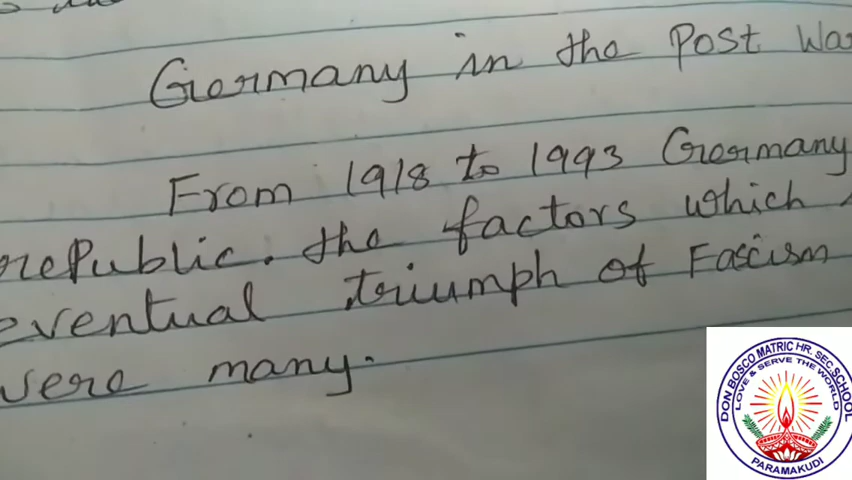 Germany in the Post War
From 1918 to 1993 Germany
republic. the factors which
eventual triumph of Fascism
were many.
DON BOSCO MATRIC HR. SEC SCHOOL
LOVE & SERVE THE WORLD
PARAMAKUDI